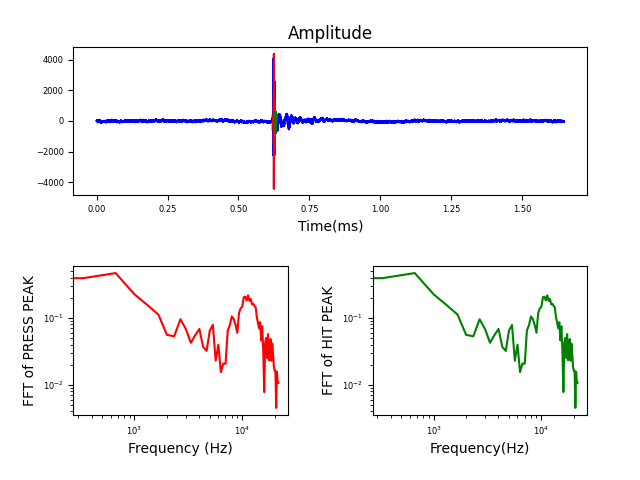 Amplitude
4000
2000
0
−2000
−4000
0.00 0.25 0.50 0.75 1.00 1.25 1.50
Time(ms)
FFT of PRESS PEAK
10⁻¹
10⁻²
10³ 10⁴
Frequency (Hz)
FFT of HIT PEAK
10⁻¹
10⁻²
10³ 10⁴
Frequency(Hz)